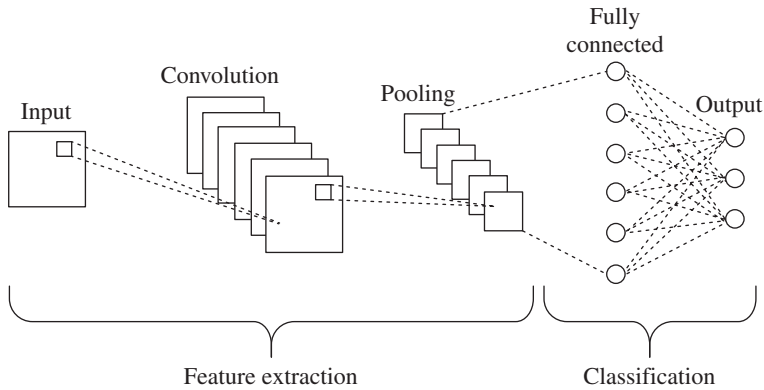 Input
Convolution
Pooling
Fully
connected
Output
Feature extraction
Classification